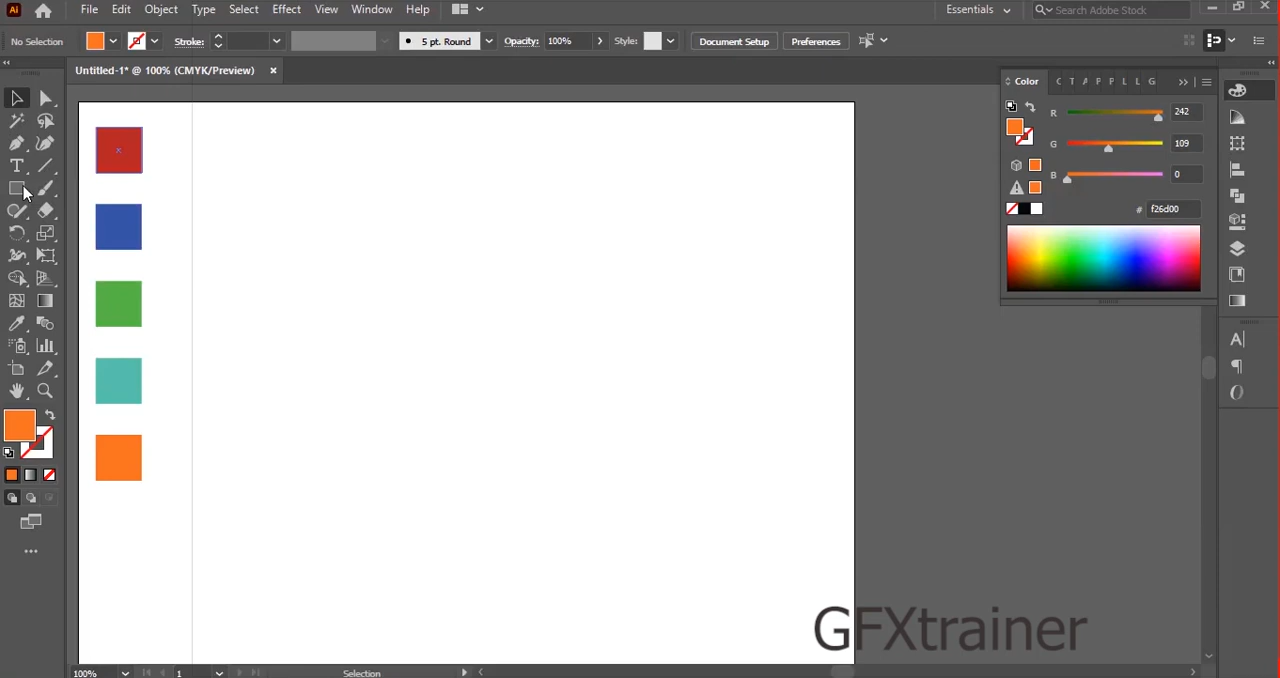 Ai File Edit Object Type Select Effect View Window Help Essentials Search Adobe Stock
No Selection Stroke: 5 pt. Round Opacity: 100% Style: Document Setup Preferences
Untitled-1* @ 100% (CMYK/Preview) ×
Color C T A P P L L G
R 242
G 109
B 0
# f26d00
GFXtrainer
100% 1 Selection